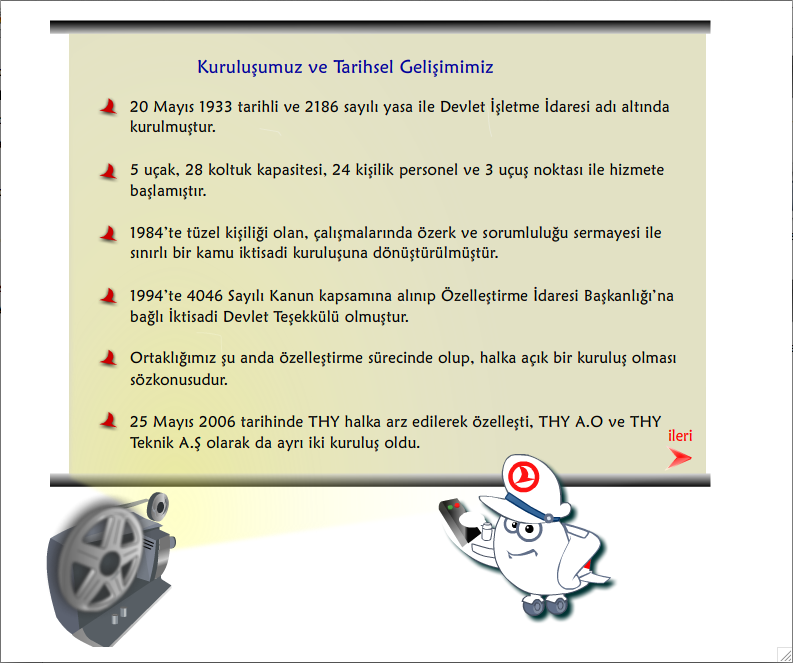 Kuruluşumuz ve Tarihsel Gelişimimiz
20 Mayıs 1933 tarihli ve 2186 sayılı yasa ile Devlet İşletme İdaresi adı altında
kurulmuştur.
5 uçak, 28 koltuk kapasitesi, 24 kişilik personel ve 3 uçuş noktası ile hizmete
başlamıştır.
1984'te tüzel kişiliği olan, çalışmalarında özerk ve sorumluluğu sermayesi ile
sınırlı bir kamu iktisadi kuruluşuna dönüştürülmüştür.
1994'te 4046 Sayılı Kanun kapsamına alınıp Özelleştirme İdaresi Başkanlığı'na
bağlı İktisadi Devlet Teşekkülü olmuştur.
Ortaklığımız şu anda özelleştirme sürecinde olup, halka açık bir kuruluş olması
sözkonusudur.
25 Mayıs 2006 tarihinde THY halka arz edilerek özelleşti, THY A.O ve THY
Teknik A.Ş olarak da ayrı iki kuruluş oldu.
ileri